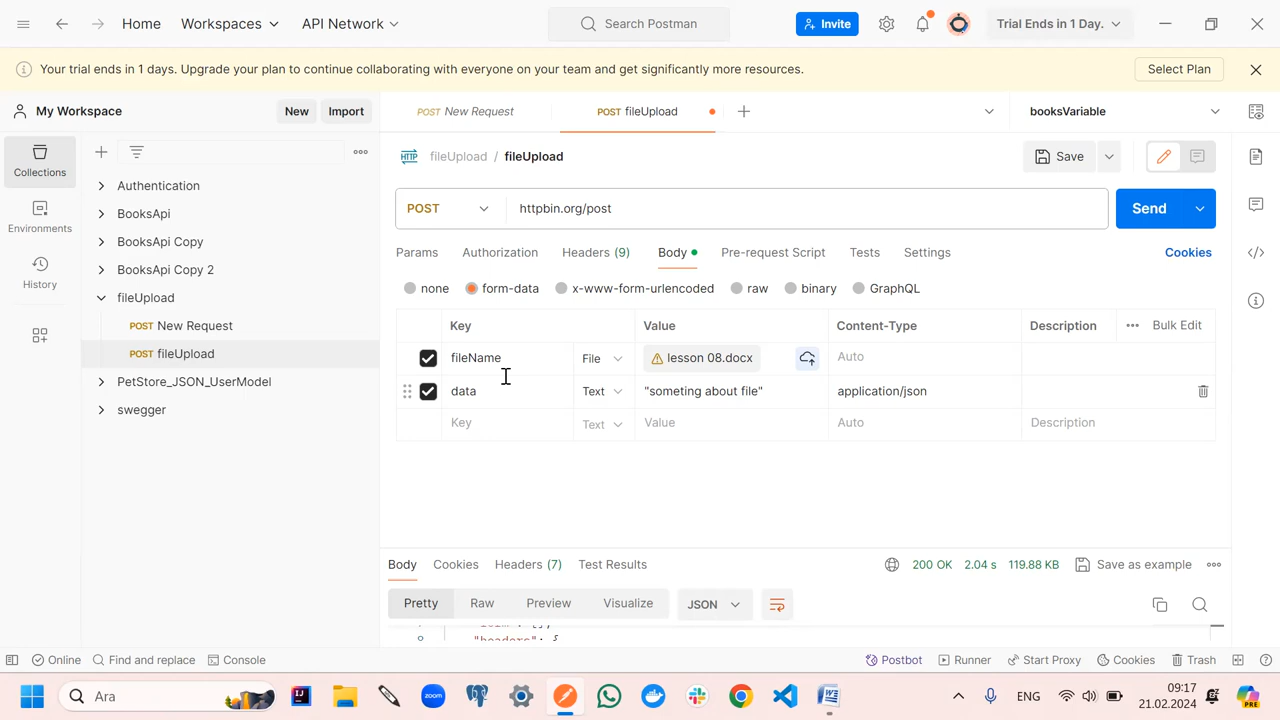 Home Workspaces API Network Search Postman Invite Trial Ends in 1 Day.
Your trial ends in 1 days. Upgrade your plan to continue collaborating with everyone on your team and get significantly more resources. Select Plan
My Workspace New Import POST New Request POST fileUpload booksVariable
Collections
Environments
History
Authentication
BooksApi
BooksApi Copy
BooksApi Copy 2
fileUpload
POST New Request
POST fileUpload
PetStore_JSON_UserModel
swegger
HTTP fileUpload / fileUpload Save
POST httpbin.org/post Send
Params Authorization Headers (9) Body Pre-request Script Tests Settings Cookies
none form-data x-www-form-urlencoded raw binary GraphQL
Key Value Content-Type Description Bulk Edit
fileName File lesson 08.docx Auto
data Text "someting about file" application/json
Key Text Value Auto Description
Body Cookies Headers (7) Test Results 200 OK 2.04 s 119.88 KB Save as example
Pretty Raw Preview Visualize JSON
8 "headers": {
Online Find and replace Console Postbot Runner Start Proxy Cookies Trash
Ara zoom ENG 09:17
21.02.2024
PRE